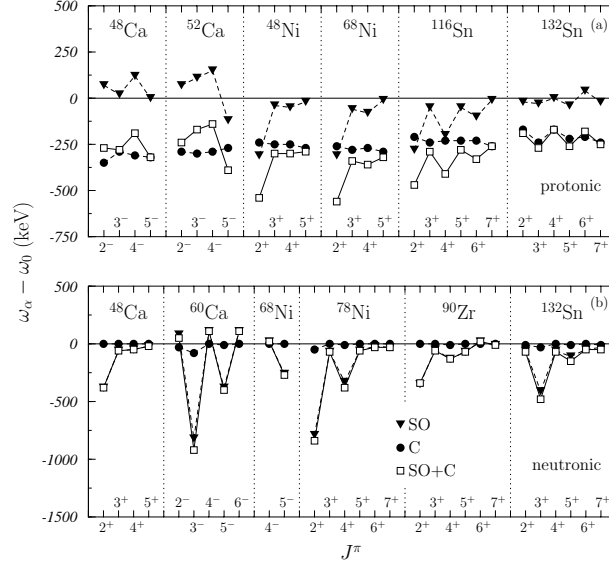 500
250
0
-250
-500
-750
⁴⁸Ca ⁵²Ca ⁴⁸Ni ⁶⁸Ni ¹¹⁶Sn ¹³²Sn (a)
protonic
3⁻ 5⁻ 3⁻ 5⁻ 3⁺ 5⁺ 3⁺ 5⁺ 3⁺ 5⁺ 7⁺ 2⁺ 4⁺ 6⁺
2⁻ 4⁻ 2⁻ 4⁻ 2⁺ 4⁺ 2⁺ 4⁺ 2⁺ 4⁺ 6⁺ 3⁺ 5⁺ 7⁺
ω_α − ω_0 (keV)
500
0
-500
-1000
-1500
⁴⁸Ca ⁶⁰Ca ⁶⁸Ni ⁷⁸Ni ⁹⁰Zr ¹³²Sn (b)
SO
C
SO+C
neutronic
3⁺ 5⁺ 2⁻ 4⁻ 6⁻ 5⁻ 3⁺ 5⁺ 7⁺ 3⁺ 5⁺ 7⁺ 3⁺ 5⁺ 7⁺
2⁺ 4⁺ 3⁻ 5⁻ 4⁻ 2⁺ 4⁺ 6⁺ 2⁺ 4⁺ 6⁺ 2⁺ 4⁺ 6⁺
J^π